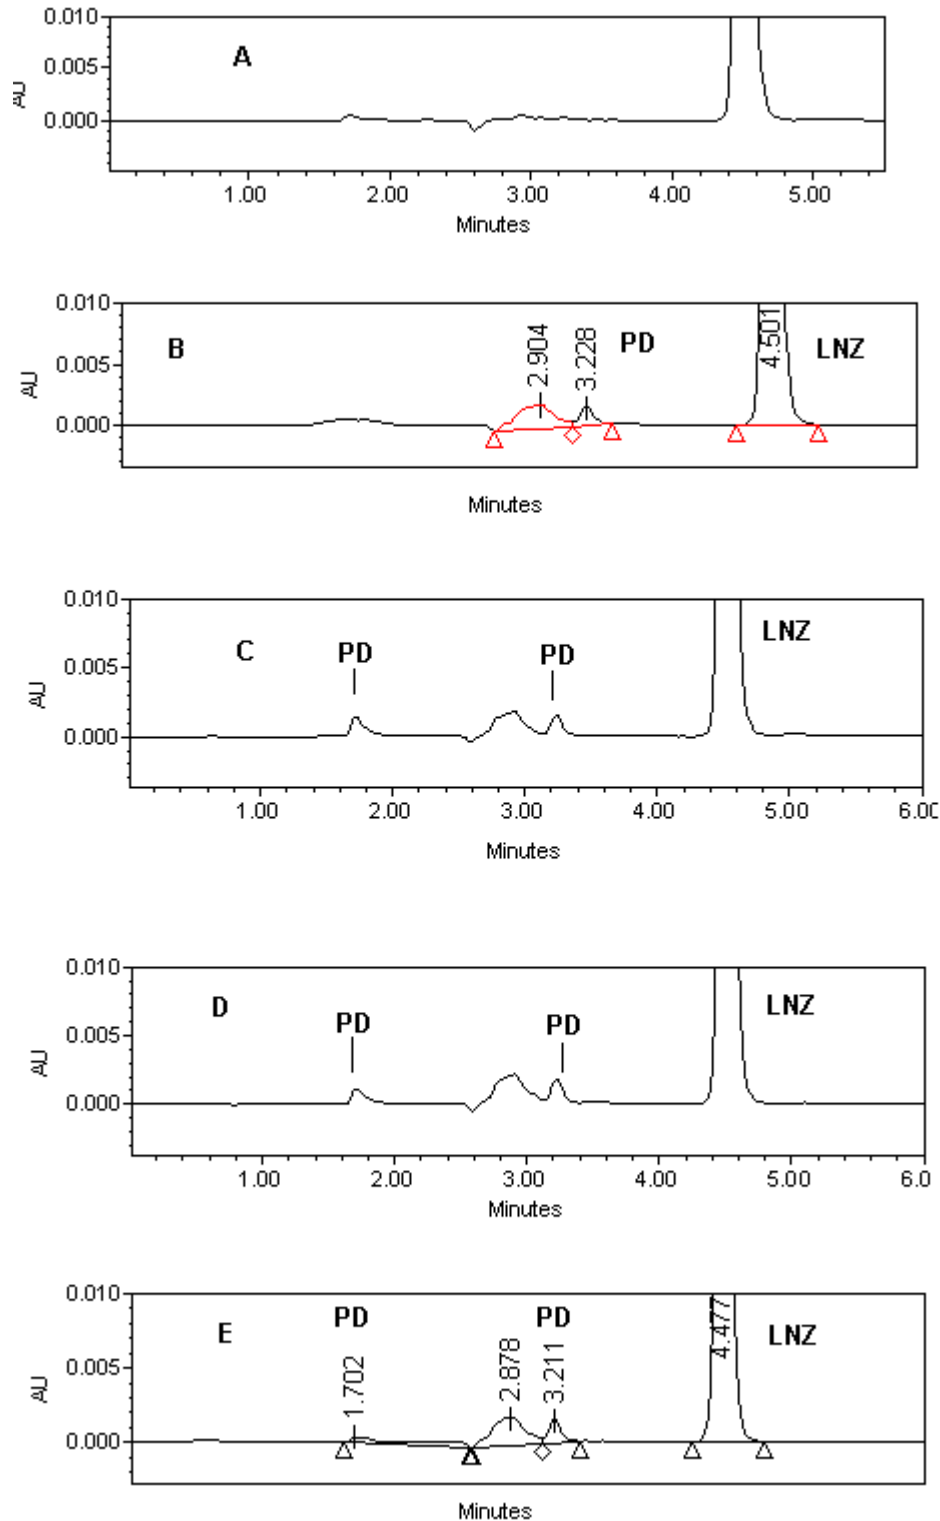 0.010
A
0.005
AU
0.000
1.00 2.00 3.00 4.00 5.00
Minutes
0.010
B 2.904 3.228 PD 4.501 LNZ
0.005
AU
0.000
Minutes
0.010
C PD PD LNZ
0.005
AU
0.000
1.00 2.00 3.00 4.00 5.00 6.00
Minutes
0.010
D PD PD LNZ
0.005
AU
0.000
1.00 2.00 3.00 4.00 5.00 6.0
Minutes
0.010
E PD PD LNZ
1.702 2.878 3.211 4.477
0.005
AU
0.000
Minutes